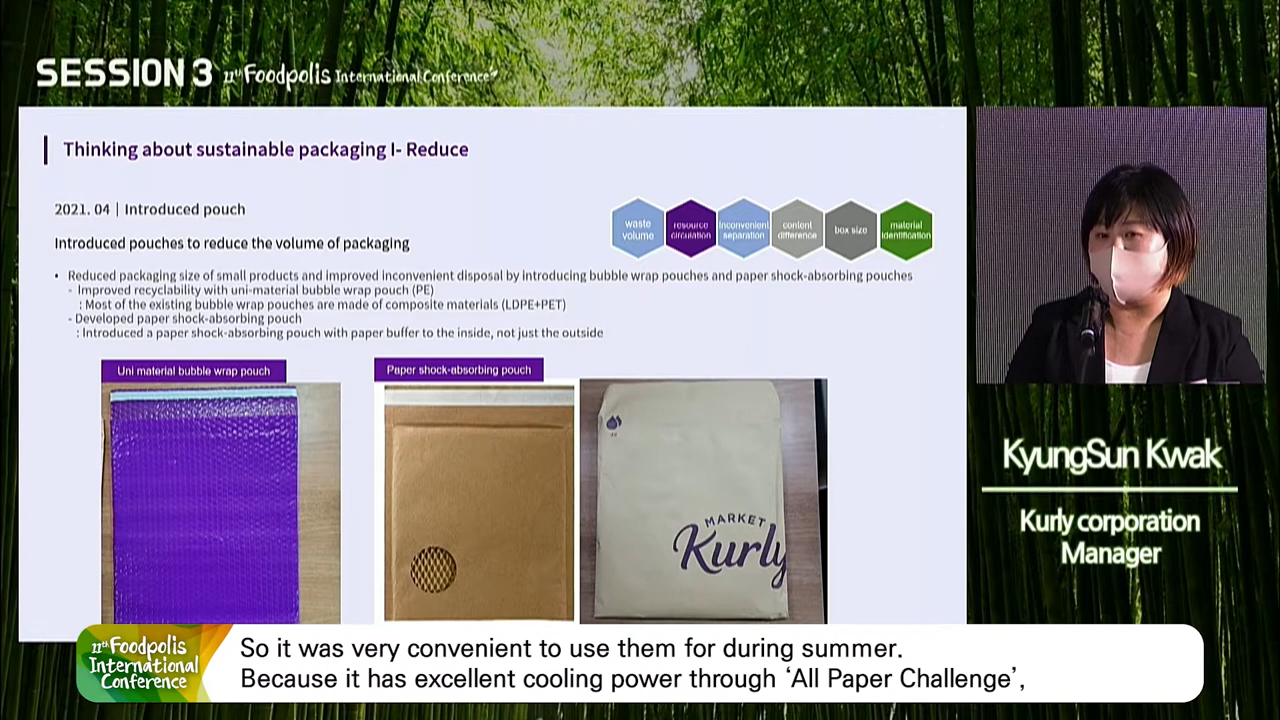 SESSION 3 11th Foodpolis International Conference
Thinking about sustainable packaging I- Reduce
2021. 04 | Introduced pouch
waste volume
resource circulation
Inconvenient separation
content difference
box size
material identification
Introduced pouches to reduce the volume of packaging
• Reduced packaging size of small products and improved inconvenient disposal by introducing bubble wrap pouches and paper shock-absorbing pouches
- Improved recyclability with uni-material bubble wrap pouch (PE)
: Most of the existing bubble wrap pouches are made of composite materials (LDPE+PET)
- Developed paper shock-absorbing pouch
: Introduced a paper shock-absorbing pouch with paper buffer to the inside, not just the outside
Uni material bubble wrap pouch
Paper shock-absorbing pouch
MARKET
Kurly
KyungSun Kwak
Kurly corporation
Manager
11th Foodpolis
International
Conference
So it was very convenient to use them for during summer.
Because it has excellent cooling power through ‘All Paper Challenge’,